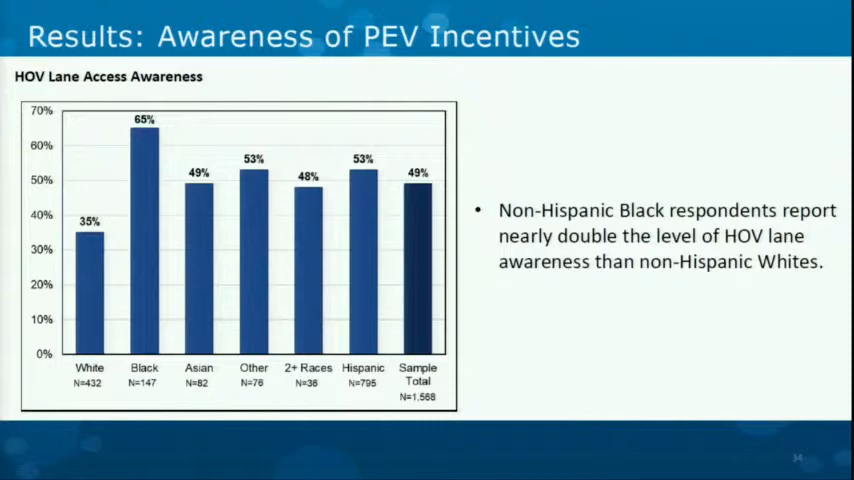 Results: Awareness of PEV Incentives
HOV Lane Access Awareness
70%
60%
50%
40%
30%
20%
10%
0%
35%
65%
49%
53%
48%
53%
49%
White
N=432
Black
N=147
Asian
N=82
Other
N=76
2+ Races
N=36
Hispanic
N=795
Sample
Total
N=1,568
• Non-Hispanic Black respondents report
nearly double the level of HOV lane
awareness than non-Hispanic Whites.
34